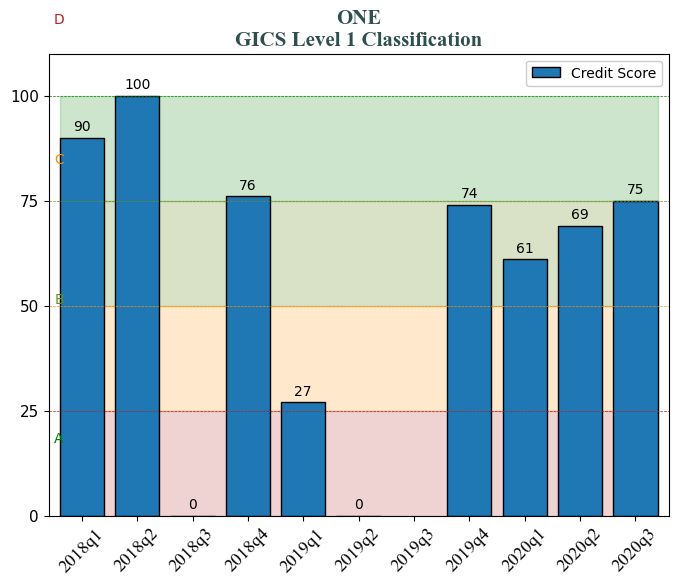 D
ONE
GICS Level 1 Classification
Credit Score
100
75
50
25
0
C
B
A
90
100
0
76
27
0
74
61
69
75
2018q1
2018q2
2018q3
2018q4
2019q1
2019q2
2019q3
2019q4
2020q1
2020q2
2020q3